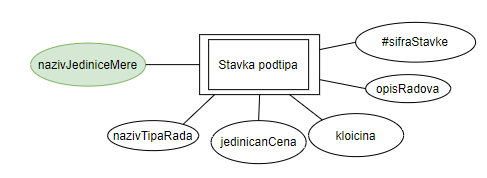 #sifraStavke
nazivJediniceMere
Stavka podtipa
opisRadova
nazivTipaRada
jedinicanCena
kloicina